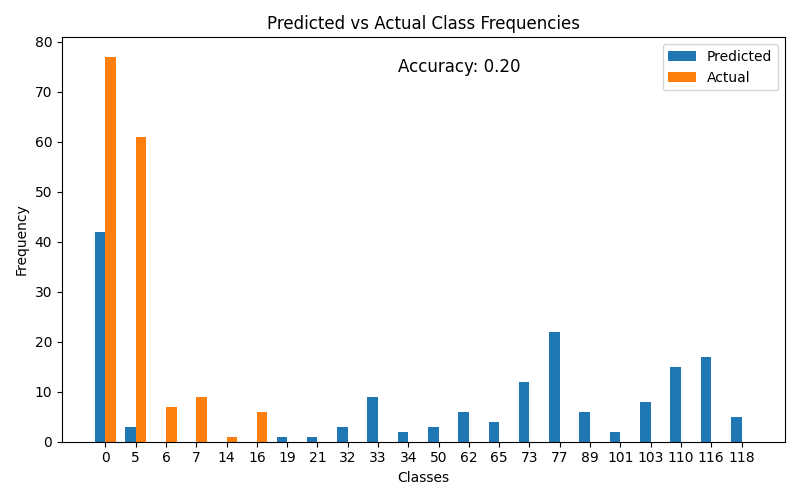 Predicted vs Actual Class Frequencies
Accuracy: 0.20
Predicted
Actual
Frequency
80
70
60
50
40
30
20
10
0
0 5 6 7 14 16 19 21 32 33 34 50 62 65 73 77 89 101 103 110 116 118
Classes